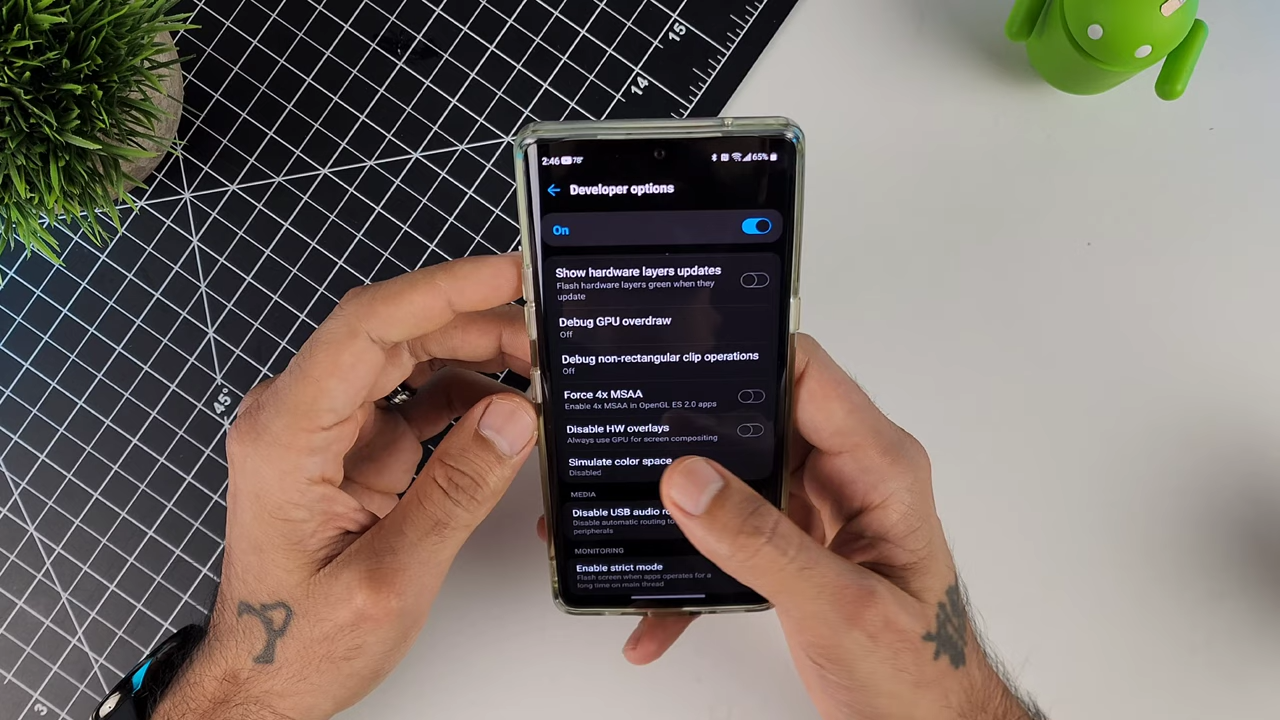 15
14
45°
3
2:46 78°
65%
Developer options
On
Show hardware layers updates
Flash hardware layers green when they
update
Debug GPU overdraw
Off
Debug non-rectangular clip operations
Off
Force 4x MSAA
Enable 4x MSAA in OpenGL ES 2.0 apps
Disable HW overlays
Always use GPU for screen compositing
Simulate color space
Disabled
MEDIA
Disable USB audio
Disable automatic routing to
peripherals
MONITORING
Enable strict mode
Flash screen when apps operates for a
long time on main thread